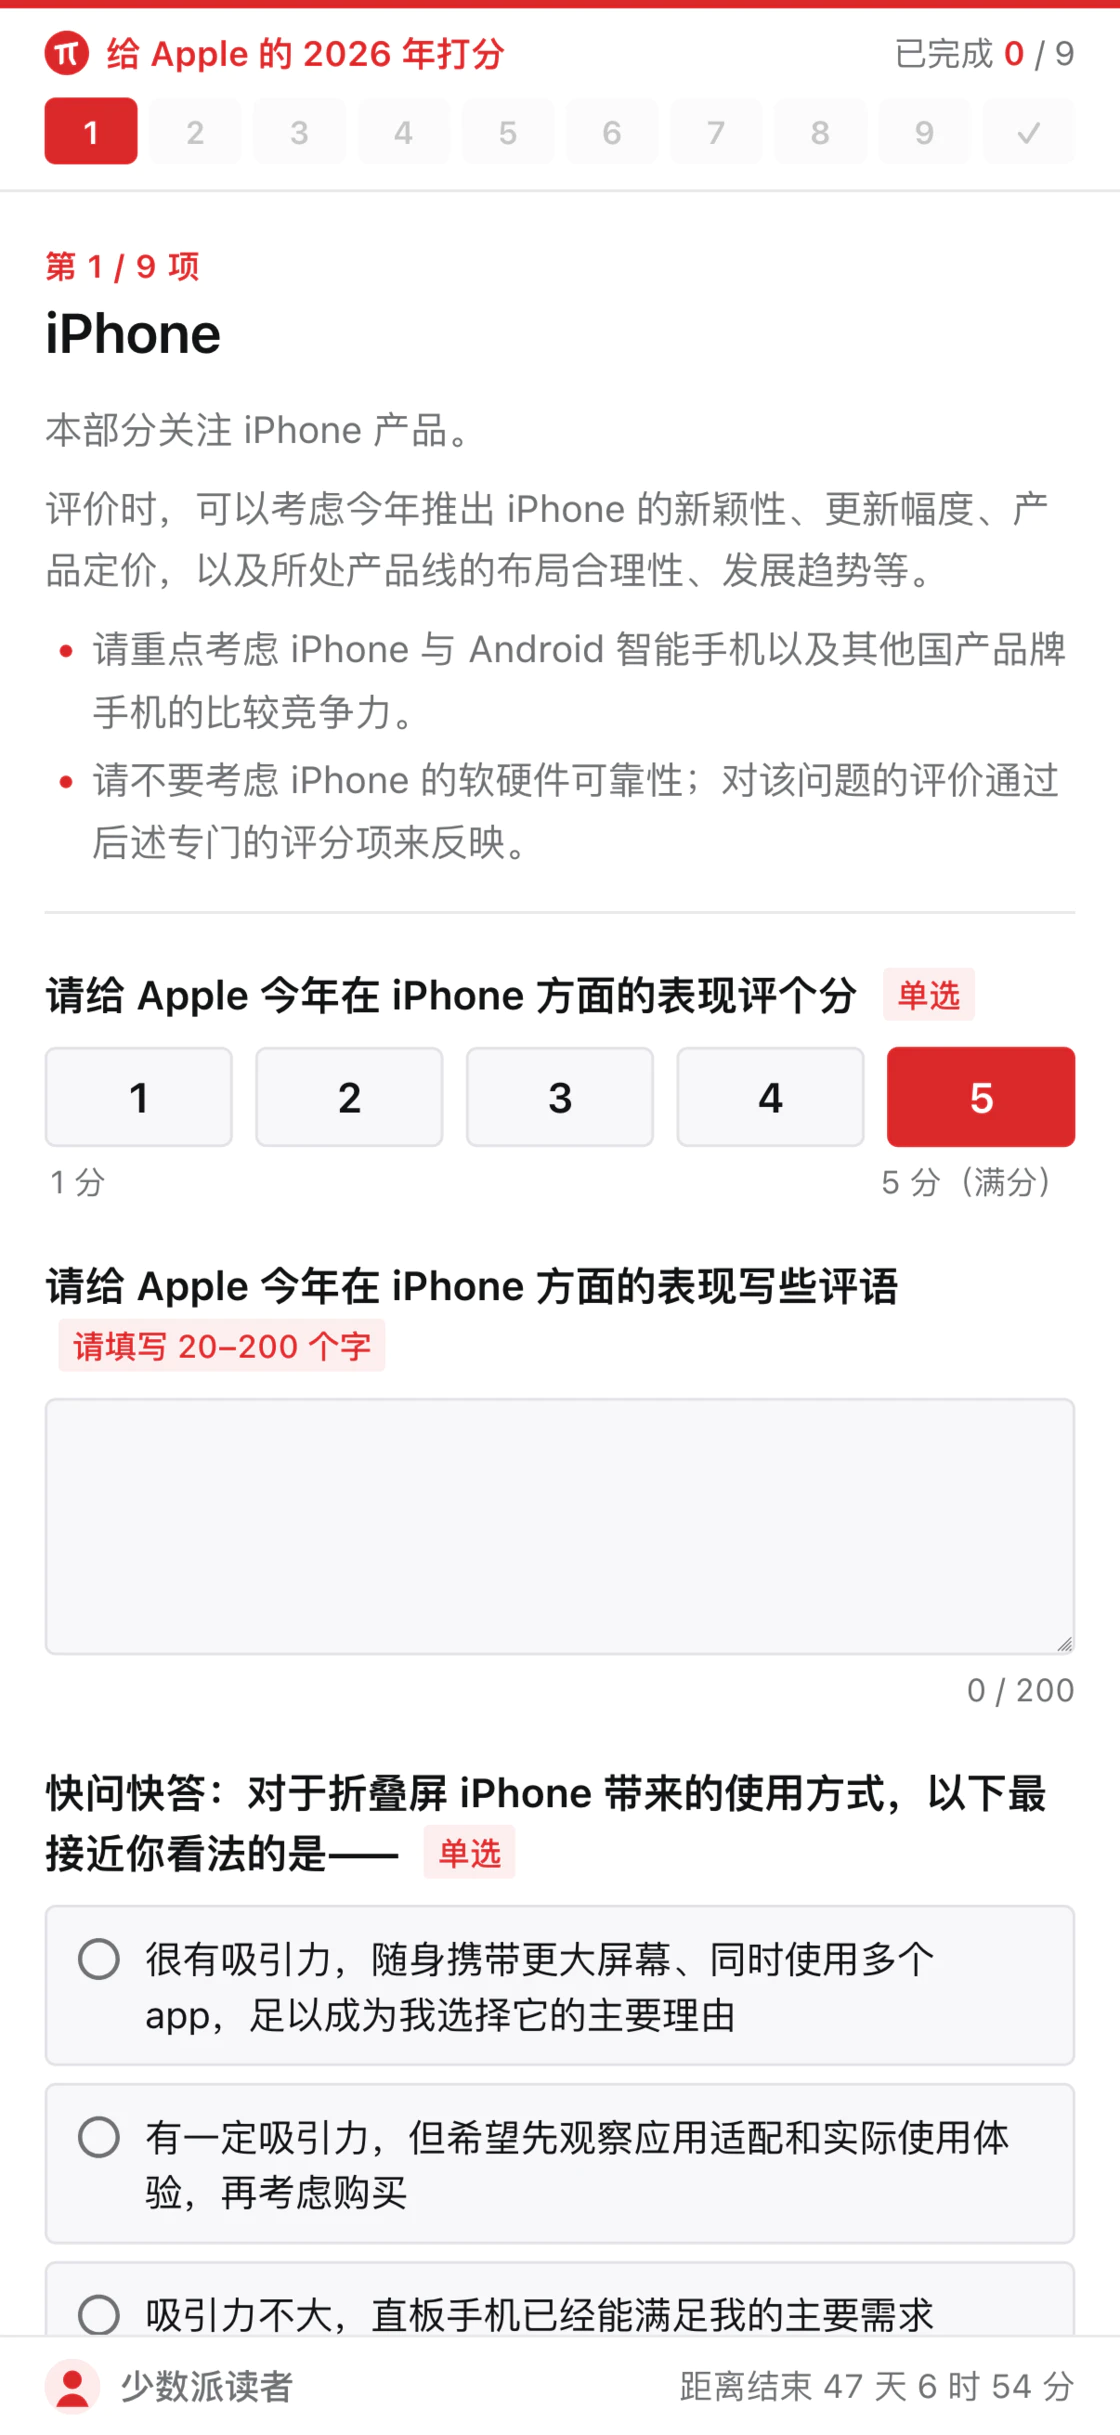 给 Apple 的 2026 年打分
已完成 0 / 9
1 2 3 4 5 6 7 8 9 ✓
第 1 / 9 项
iPhone
本部分关注 iPhone 产品。
评价时，可以考虑今年推出 iPhone 的新颖性、更新幅度、产
品定价，以及所处产品线的布局合理性、发展趋势等。
• 请重点考虑 iPhone 与 Android 智能手机以及其他国产品牌
手机的比较竞争力。
• 请不要考虑 iPhone 的软硬件可靠性；对该问题的评价通过
后述专门的评分项来反映。
请给 Apple 今年在 iPhone 方面的表现评个分 单选
1 2 3 4 5
1 分 5 分（满分）
请给 Apple 今年在 iPhone 方面的表现写些评语
请填写 20–200 个字
0 / 200
快问快答：对于折叠屏 iPhone 带来的使用方式，以下最
接近你看法的是—— 单选
很有吸引力，随身携带更大屏幕、同时使用多个
app，足以成为我选择它的主要理由
有一定吸引力，但希望先观察应用适配和实际使用体
验，再考虑购买
吸引力不大，直板手机已经能满足我的主要需求
少数派读者
距离结束 47 天 6 时 54 分